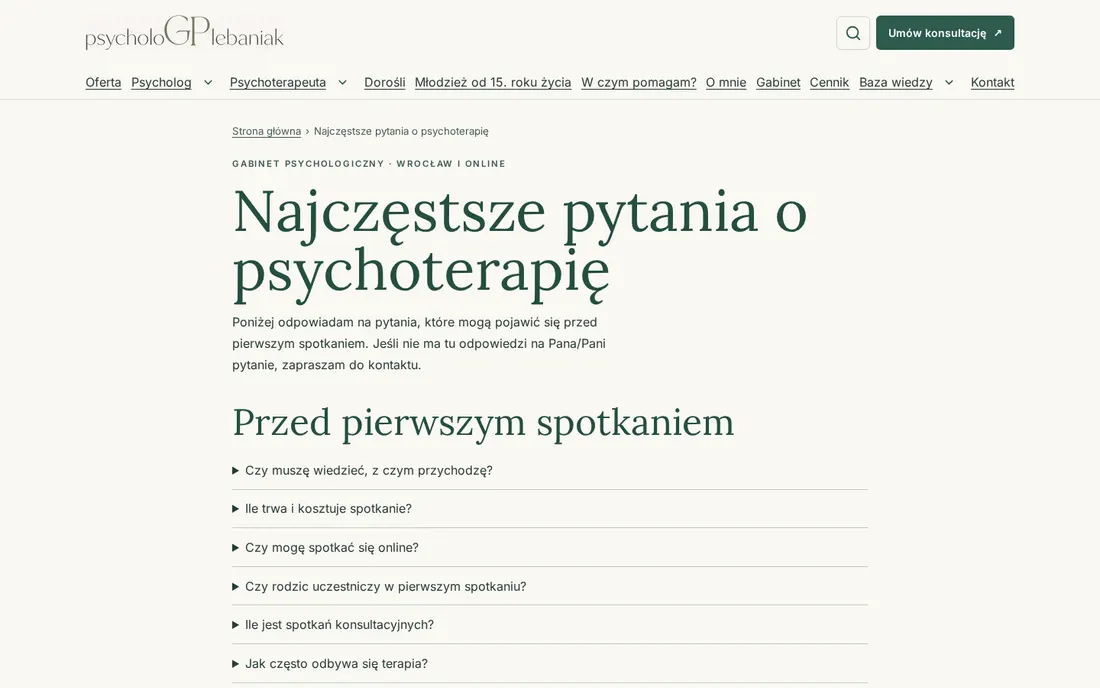 psycholoGPlebaniak
Umów konsultację ↗
Oferta Psycholog Psychoterapeuta Dorośli Młodzież od 15. roku życia W czym pomagam? O mnie Gabinet Cennik Baza wiedzy Kontakt
Strona główna › Najczęstsze pytania o psychoterapię
GABINET PSYCHOLOGICZNY · WROCŁAW I ONLINE
Najczęstsze pytania o
psychoterapię
Poniżej odpowiadam na pytania, które mogą pojawić się przed
pierwszym spotkaniem. Jeśli nie ma tu odpowiedzi na Pana/Pani
pytanie, zapraszam do kontaktu.
Przed pierwszym spotkaniem
Czy muszę wiedzieć, z czym przychodzę?
Ile trwa i kosztuje spotkanie?
Czy mogę spotkać się online?
Czy rodzic uczestniczy w pierwszym spotkaniu?
Ile jest spotkań konsultacyjnych?
Jak często odbywa się terapia?